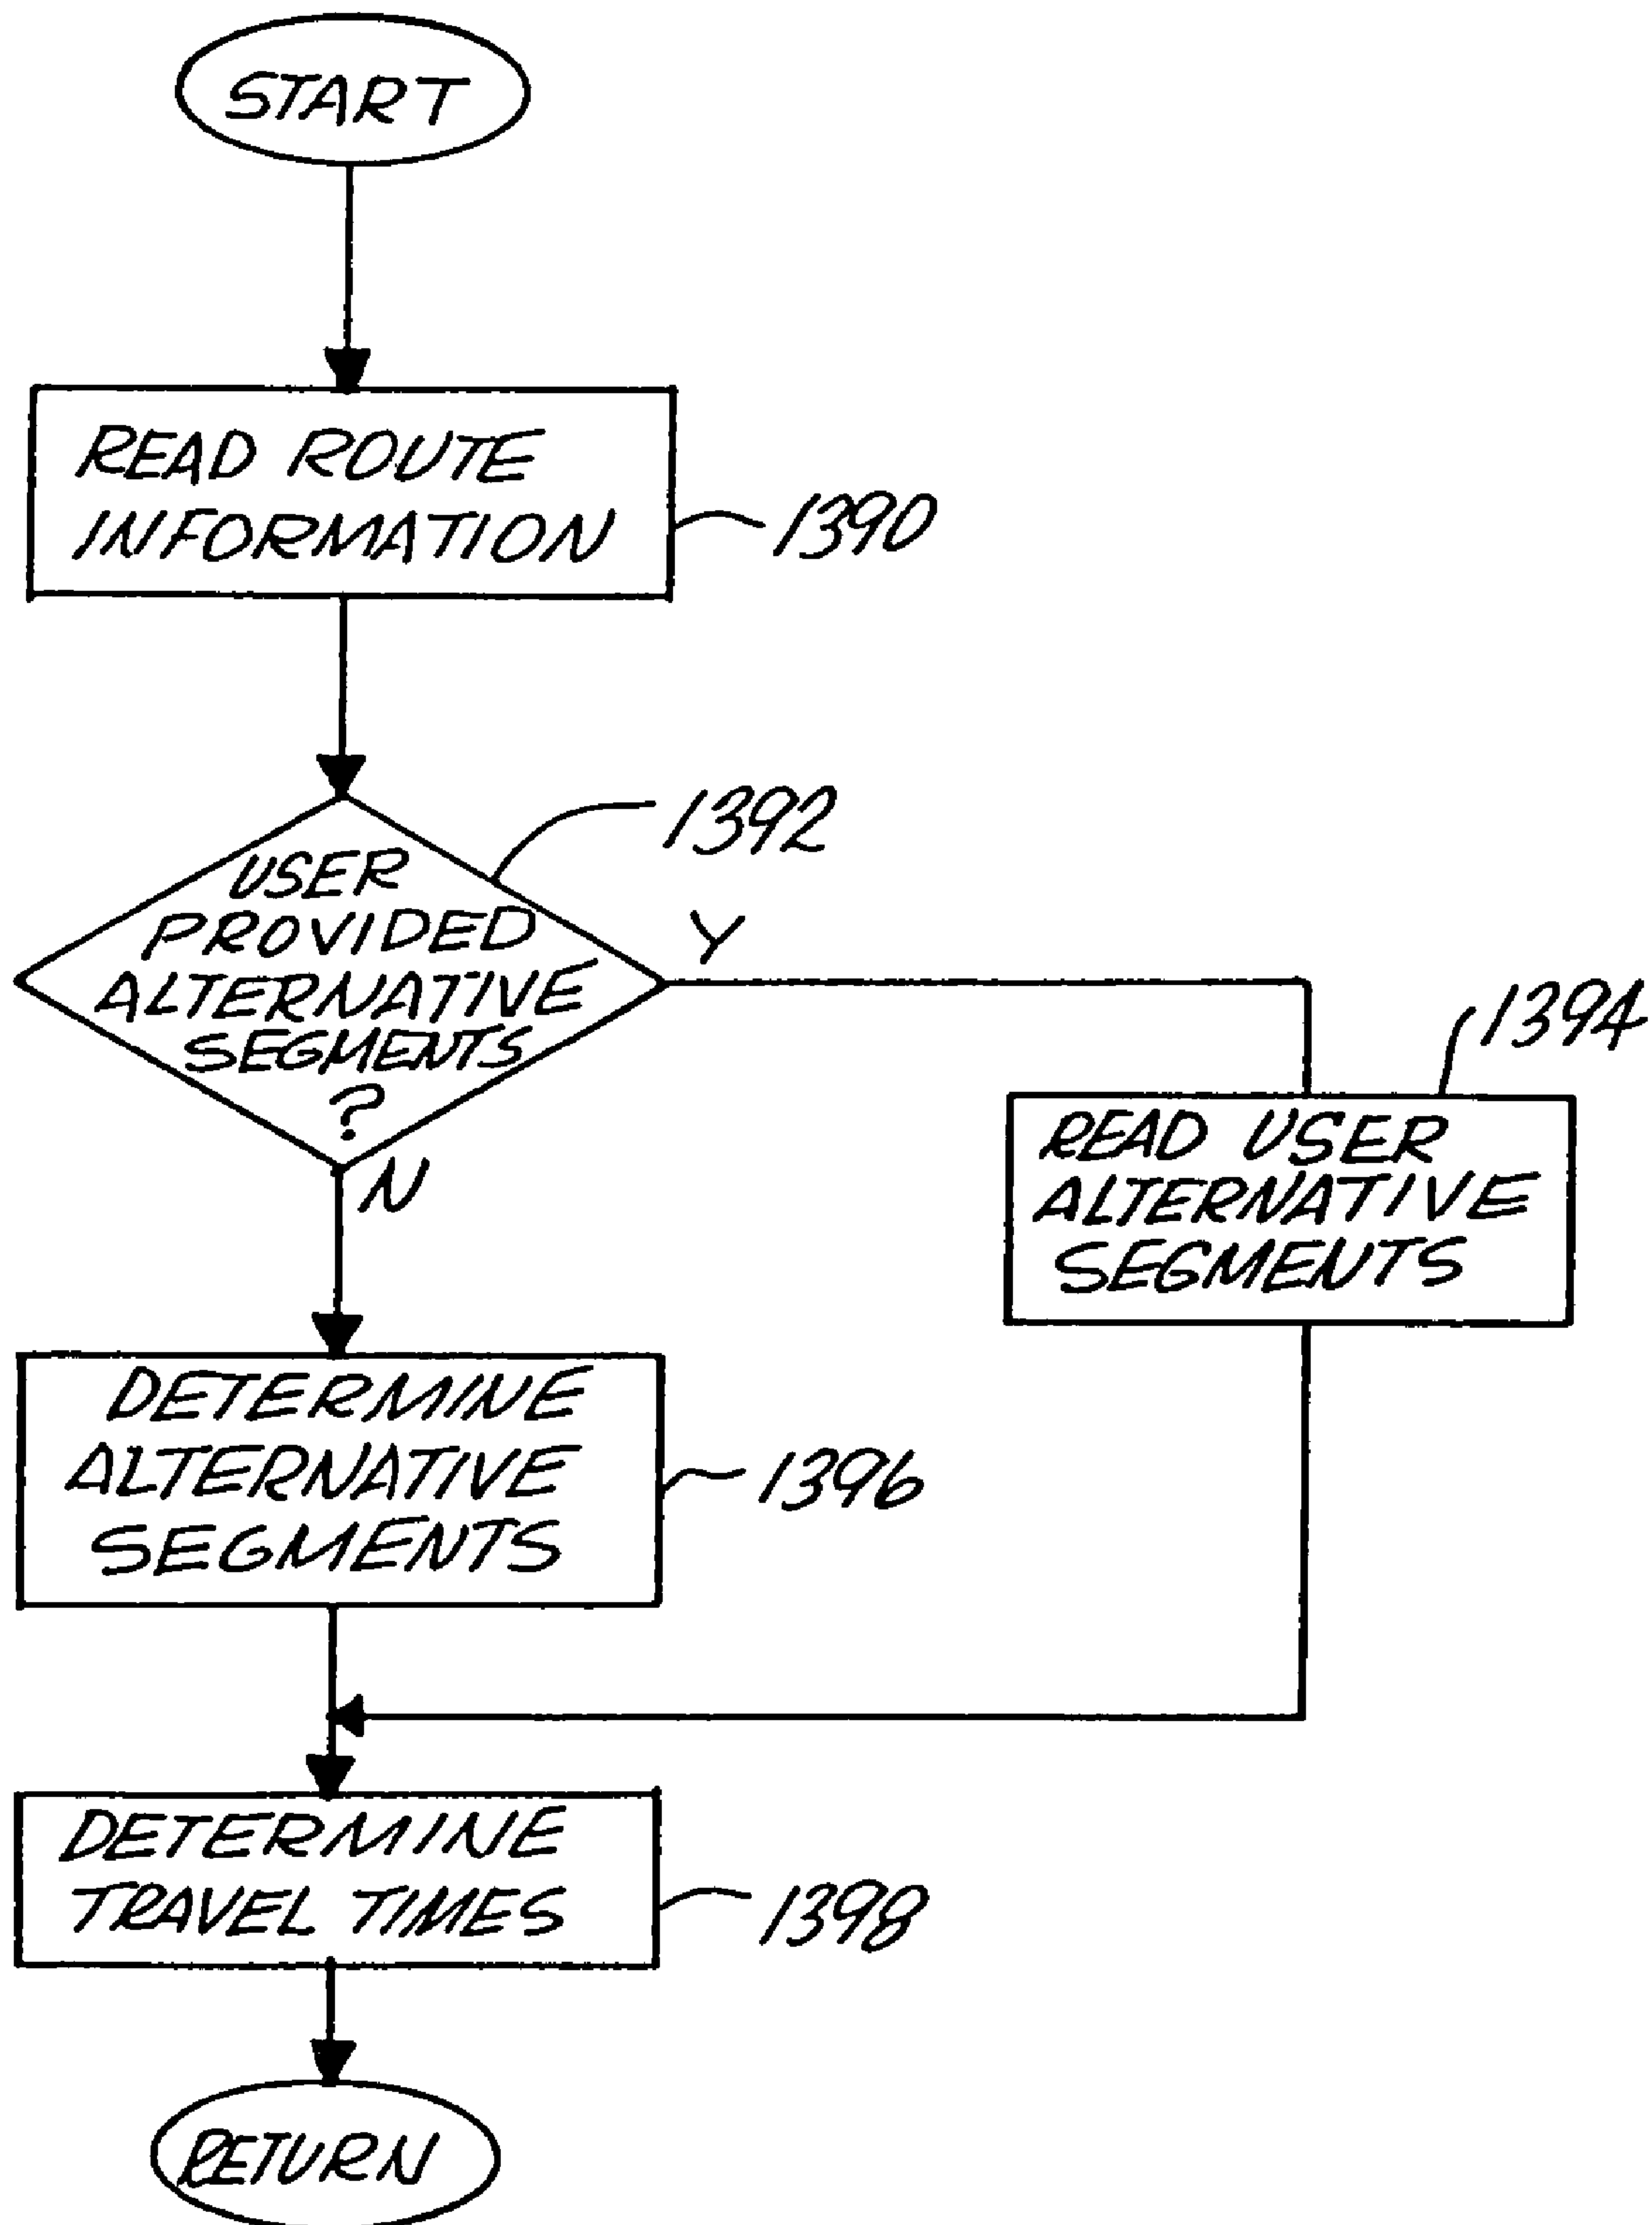 START
READ ROUTE
INFORMATION
1390
1392
USER
PROVIDED
ALTERNATIVE
SEGMENTS
?
Y
N
1394
READ USER
ALTERNATIVE
SEGMENTS
DETERMINE
ALTERNATIVE
SEGMENTS
1396
DETERMINE
TRAVEL TIMES
1398
RETURN